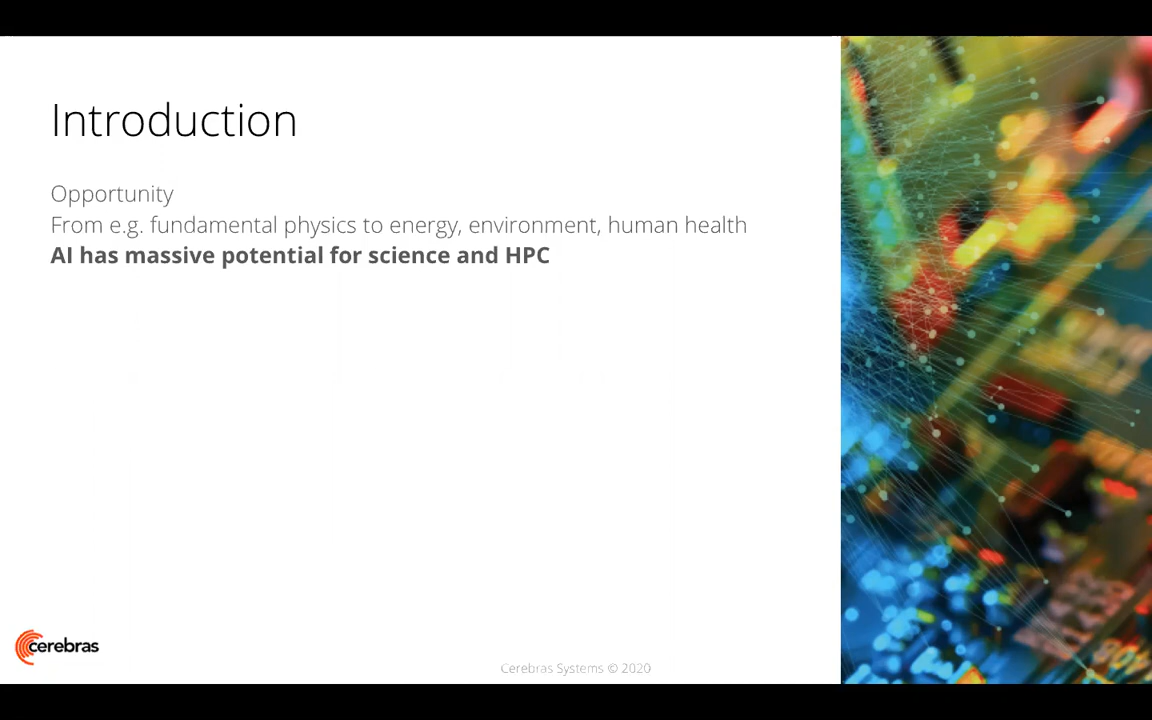 Introduction
Opportunity
From e.g. fundamental physics to energy, environment, human health
AI has massive potential for science and HPC
cerebras
Cerebras Systems © 2020